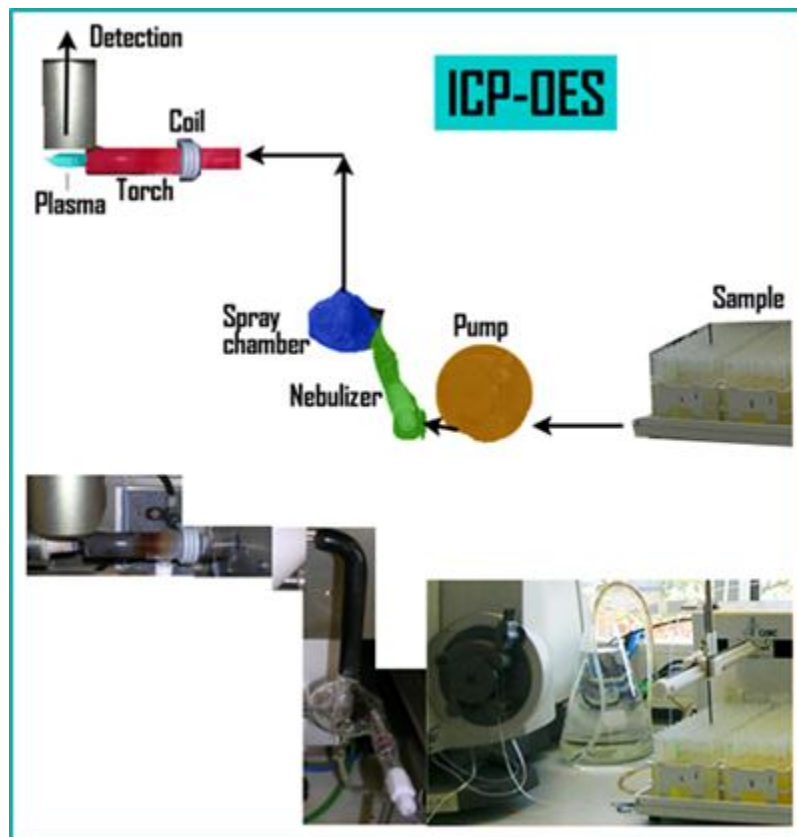 Detection
ICP-OES
Coil
Torch
Plasma
Sample
Spray
chamber
Pump
Nebulizer